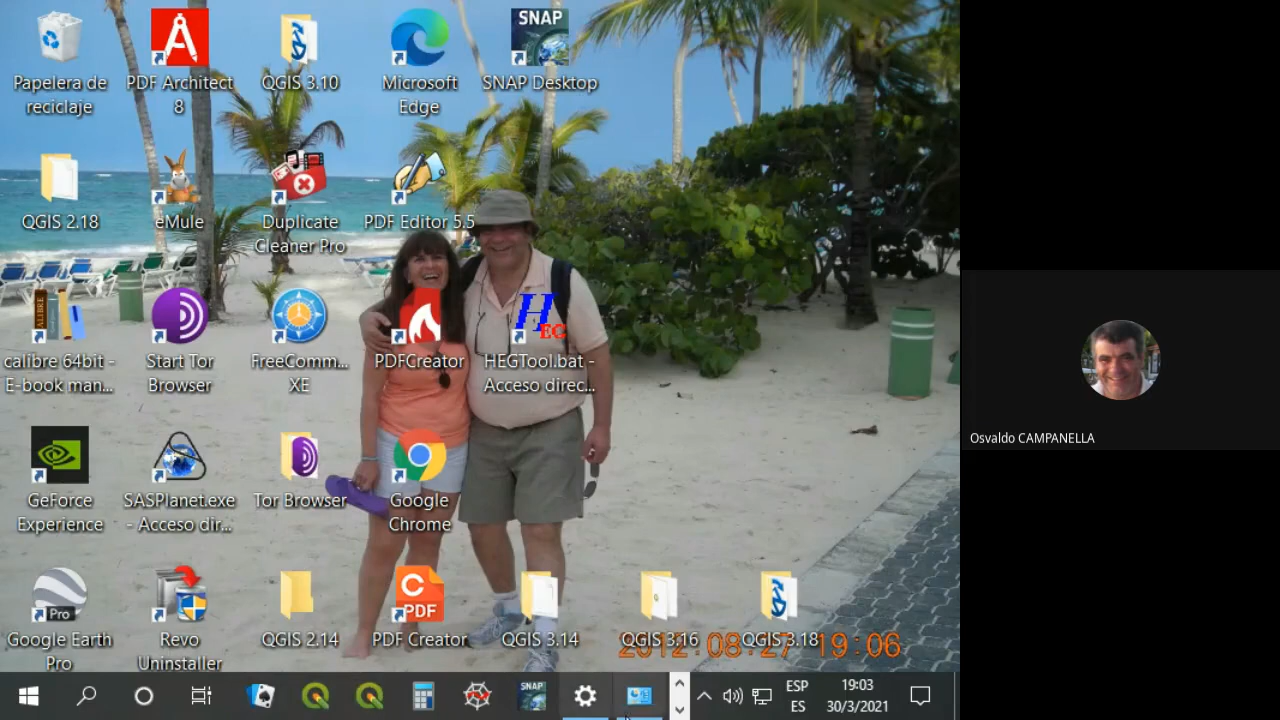 Papelera de
reciclaje
PDF Architect
8
QGIS 3.10
Microsoft
Edge
SNAP
SNAP Desktop
QGIS 2.18
eMule
Duplicate
Cleaner Pro
PDF Editor 5.5
calibre 64bit -
E-book man...
Start Tor
Browser
FreeComm...
XE
PDFCreator
H
EC
HEGTool.bat -
Acceso direc...
GeForce
Experience
SASPlanet.exe
- Acceso dir...
Tor Browser
Google
Chrome
Pro
Google Earth
Pro
Revo
Uninstaller
QGIS 2.14
PDF
PDF Creator
QGIS 3.14
QGIS 3.16
QGIS 3.18
2012.08.27 19:06
Osvaldo CAMPANELLA
SNAP
ESP
ES
19:03
30/3/2021